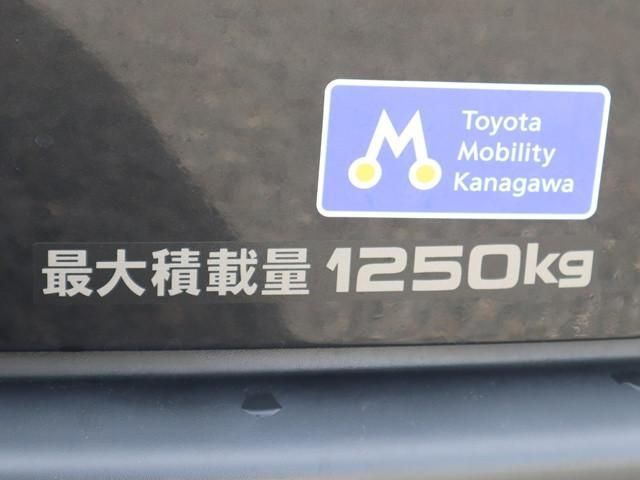 Toyota
Mobility
Kanagawa
最大積載量 1250kg